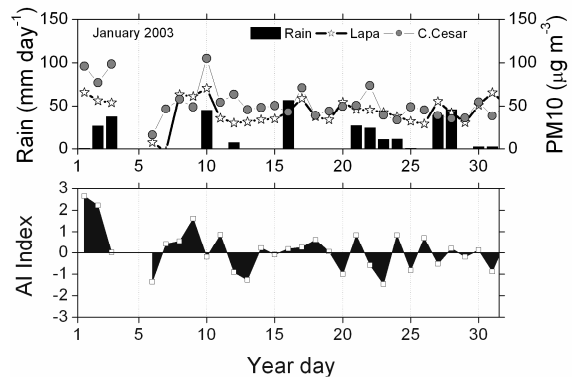 January 2003
Rain
Lapa
C.Cesar
Rain (mm day⁻¹)
PM10 (µg m⁻³)
150 150
100 100
50 50
0 0
1 5 10 15 20 25 30
AI Index
3
2
1
0
-1
-2
-3
1 5 10 15 20 25 30
Year day